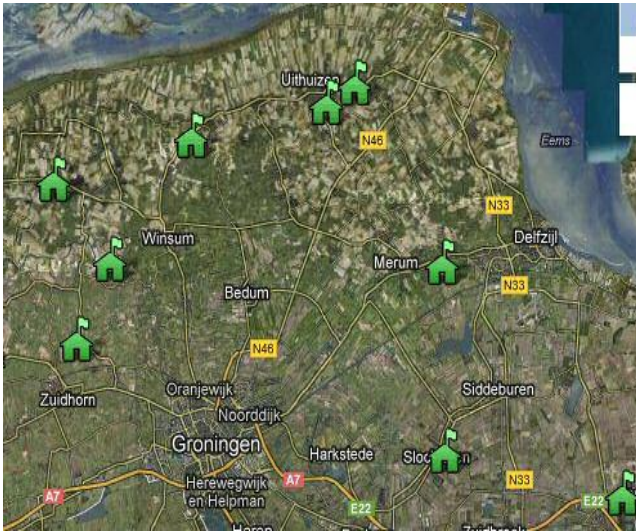 Uithuizen
N46
Eems
N33
Winsum
Delfzijl
Merum
N33
Bedum
N46
Oranjewijk
Siddeburen
Zuidhorn
Noorddijk
Groningen
Harkstede
A7
N33
Herewegwijk
en Helpman
A7
E22
E22